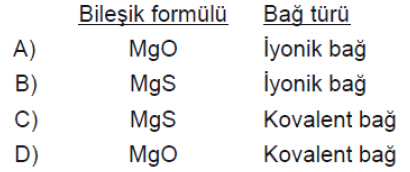 Bileşik formülü Bağ türü
A) MgO İyonik bağ
B) MgS İyonik bağ
C) MgS Kovalent bağ
D) MgO Kovalent bağ